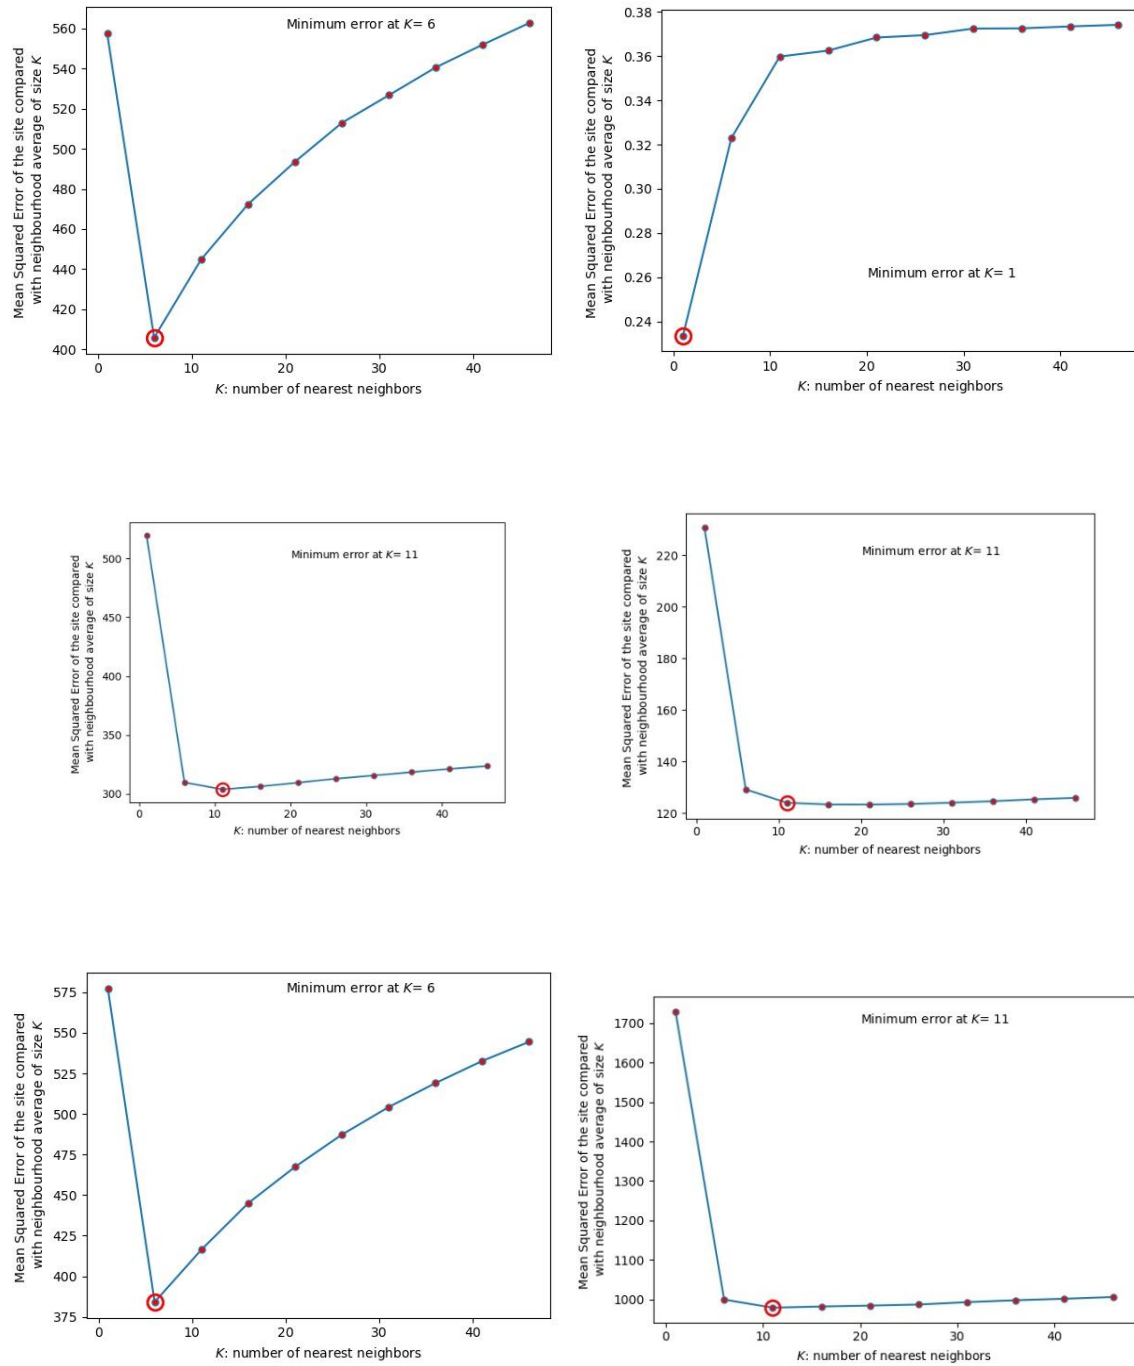 Minimum error at K= 6
560
540
520
500
480
460
440
420
400
Mean Squared Error of the site compared
with neighbourhood average of size K
0 10 20 30 40
K: number of nearest neighbors
Minimum error at K= 1
0.38
0.36
0.34
0.32
0.30
0.28
0.26
0.24
Mean Squared Error of the site compared
with neighbourhood average of size K
0 10 20 30 40
K: number of nearest neighbors
Minimum error at K= 11
500
450
400
350
300
Mean Squared Error of the site compared
with neighbourhood average of size K
0 10 20 30 40
K: number of nearest neighbors
Minimum error at K= 11
220
200
180
160
140
120
Mean Squared Error of the site compared
with neighbourhood average of size K
0 10 20 30 40
K: number of nearest neighbors
Minimum error at K= 6
575
550
525
500
475
450
425
400
375
Mean Squared Error of the site compared
with neighbourhood average of size K
0 10 20 30 40
K: number of nearest neighbors
Minimum error at K= 11
1700
1600
1500
1400
1300
1200
1100
1000
Mean Squared Error of the site compared
with neighbourhood average of size K
0 10 20 30 40
K: number of nearest neighbors